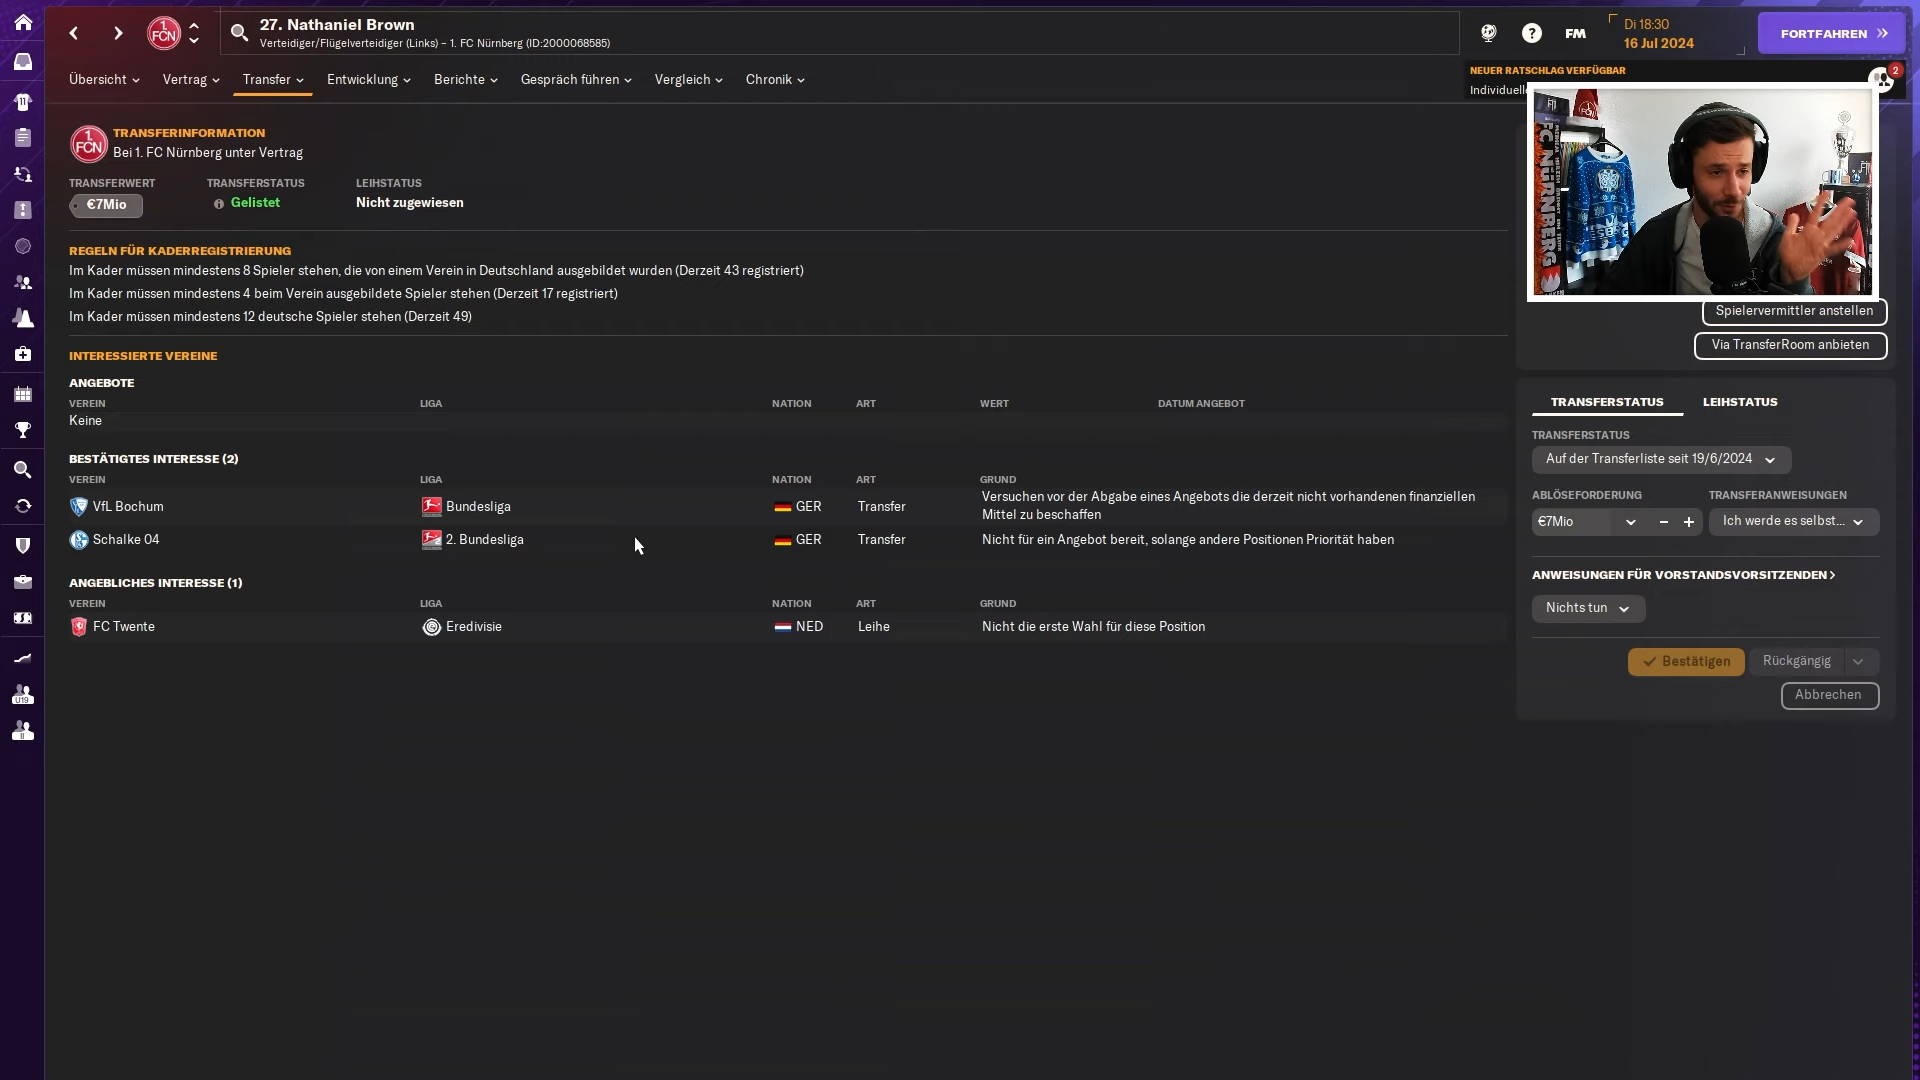 27. Nathaniel Brown
Verteidiger/Flügelverteidiger (Links) - 1. FC Nürnberg (ID:2000068585)
FM
Di 18:30
16 Jul 2024
FORTFAHREN
Übersicht
Vertrag
Transfer
Entwicklung
Berichte
Gespräch führen
Vergleich
Chronik
NEUER RATSCHLAG VERFÜGBAR
Individuell
2
1. FCN
TRANSFERINFORMATION
Bei 1. FC Nürnberg unter Vertrag
TRANSFERWERT
TRANSFERSTATUS
LEIHSTATUS
€7Mio
Gelistet
Nicht zugewiesen
REGELN FÜR KADERREGISTRIERUNG
Im Kader müssen mindestens 8 Spieler stehen, die von einem Verein in Deutschland ausgebildet wurden (Derzeit 43 registriert)
Im Kader müssen mindestens 4 beim Verein ausgebildete Spieler stehen (Derzeit 17 registriert)
Im Kader müssen mindestens 12 deutsche Spieler stehen (Derzeit 49)
INTERESSIERTE VEREINE
ANGEBOTE
VEREIN LIGA NATION ART WERT DATUM ANGEBOT
Keine
BESTÄTIGTES INTERESSE (2)
VEREIN LIGA NATION ART GRUND
VfL Bochum Bundesliga GER Transfer Versuchen vor der Abgabe eines Angebots die derzeit nicht vorhandenen finanziellen
Mittel zu beschaffen
Schalke 04 2. Bundesliga GER Transfer Nicht für ein Angebot bereit, solange andere Positionen Priorität haben
ANGEBLICHES INTERESSE (1)
VEREIN LIGA NATION ART GRUND
FC Twente Eredivisie NED Leihe Nicht die erste Wahl für diese Position
FC NÜRNBERG
Spielervermittler anstellen
Via TransferRoom anbieten
TRANSFERSTATUS LEIHSTATUS
TRANSFERSTATUS
Auf der Transferliste seit 19/6/2024
ABLÖSEFORDERUNG TRANSFERANWEISUNGEN
€7Mio − + Ich werde es selbst...
ANWEISUNGEN FÜR VORSTANDSVORSITZENDEN
Nichts tun
Bestätigen Rückgängig
Abbrechen
U19
II